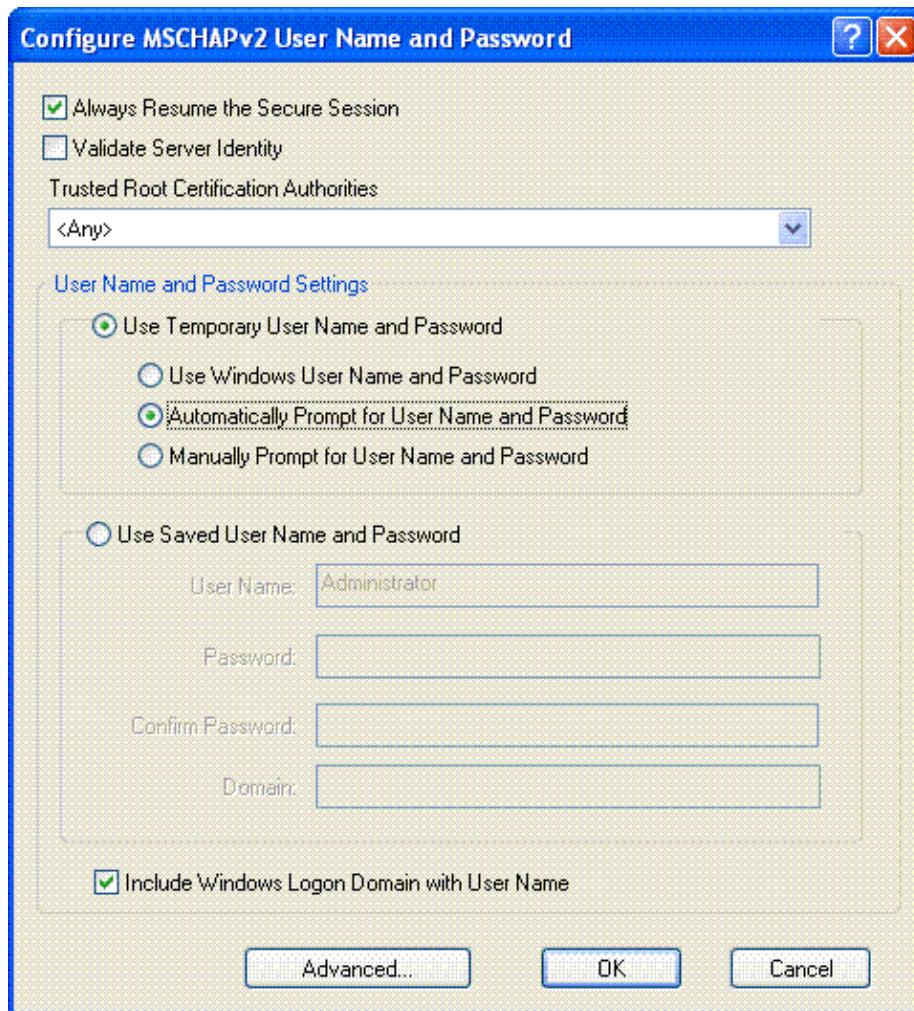 Configure MSCHAPv2 User Name and Password
Always Resume the Secure Session
Validate Server Identity
Trusted Root Certification Authorities
<Any>
User Name and Password Settings
Use Temporary User Name and Password
Use Windows User Name and Password
Automatically Prompt for User Name and Password
Manually Prompt for User Name and Password
Use Saved User Name and Password
User Name: Administrator
Password:
Confirm Password:
Domain:
Include Windows Logon Domain with User Name
Advanced... OK Cancel